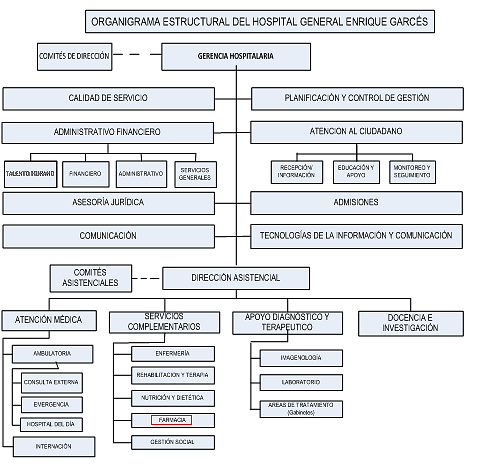 ORGANIGRAMA ESTRUCTURAL DEL HOSPITAL GENERAL ENRIQUE GARCÉS
COMITÉS DE DIRECCIÓN
GERENCIA HOSPITALARIA
CALIDAD DE SERVICIO
PLANIFICACIÓN Y CONTROL DE GESTIÓN
ADMINISTRATIVO FINANCIERO
ATENCION AL CIUDADANO
TALENTO HUMANO
FINANCIERO
ADMINISTRATIVO
SERVICIOS
GENERALES
RECEPCIÓN/
INFORMACIÓN
EDUCACIÓN Y
APOYO
MONITOREO Y
SEGUIMIENTO
ASESORÍA JURÍDICA
ADMISIONES
COMUNICACIÓN
TECNOLOGÍAS DE LA INFORMACIÓN Y COMUNICACIÓN
COMITÉS
ASISTENCIALES
DIRECCIÓN ASISTENCIAL
ATENCIÓN MÉDICA
SERVICIOS
COMPLEMENTARIOS
APOYO DIAGNÓSTICO Y
TERAPEUTICO
DOCENCIA E
INVESTIGACIÓN
AMBULATORIA
CONSULTA EXTERNA
EMERGENCIA
HOSPITAL DEL DÍA
INTERNACIÓN
ENFERMERÍA
REHABILITACION Y TERAPIA
NUTRICIÓN Y DIETÉTICA
FARMACIA
GESTIÓN SOCIAL
IMAGENOLOGÍA
LABORATORIO
AREAS DE TRATAMIENTO
(Gabinetes)